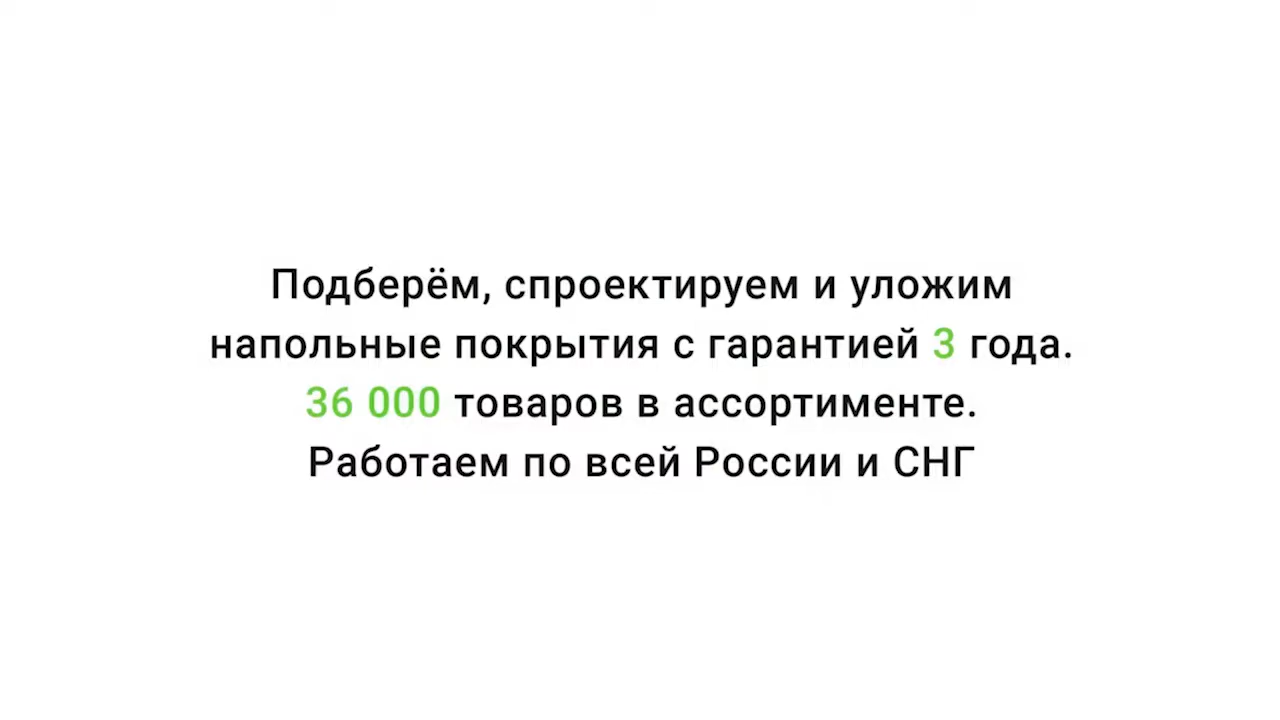 Подберём, спроектируем и уложим
напольные покрытия с гарантией 3 года.
36 000 товаров в ассортименте.
Работаем по всей России и СНГ